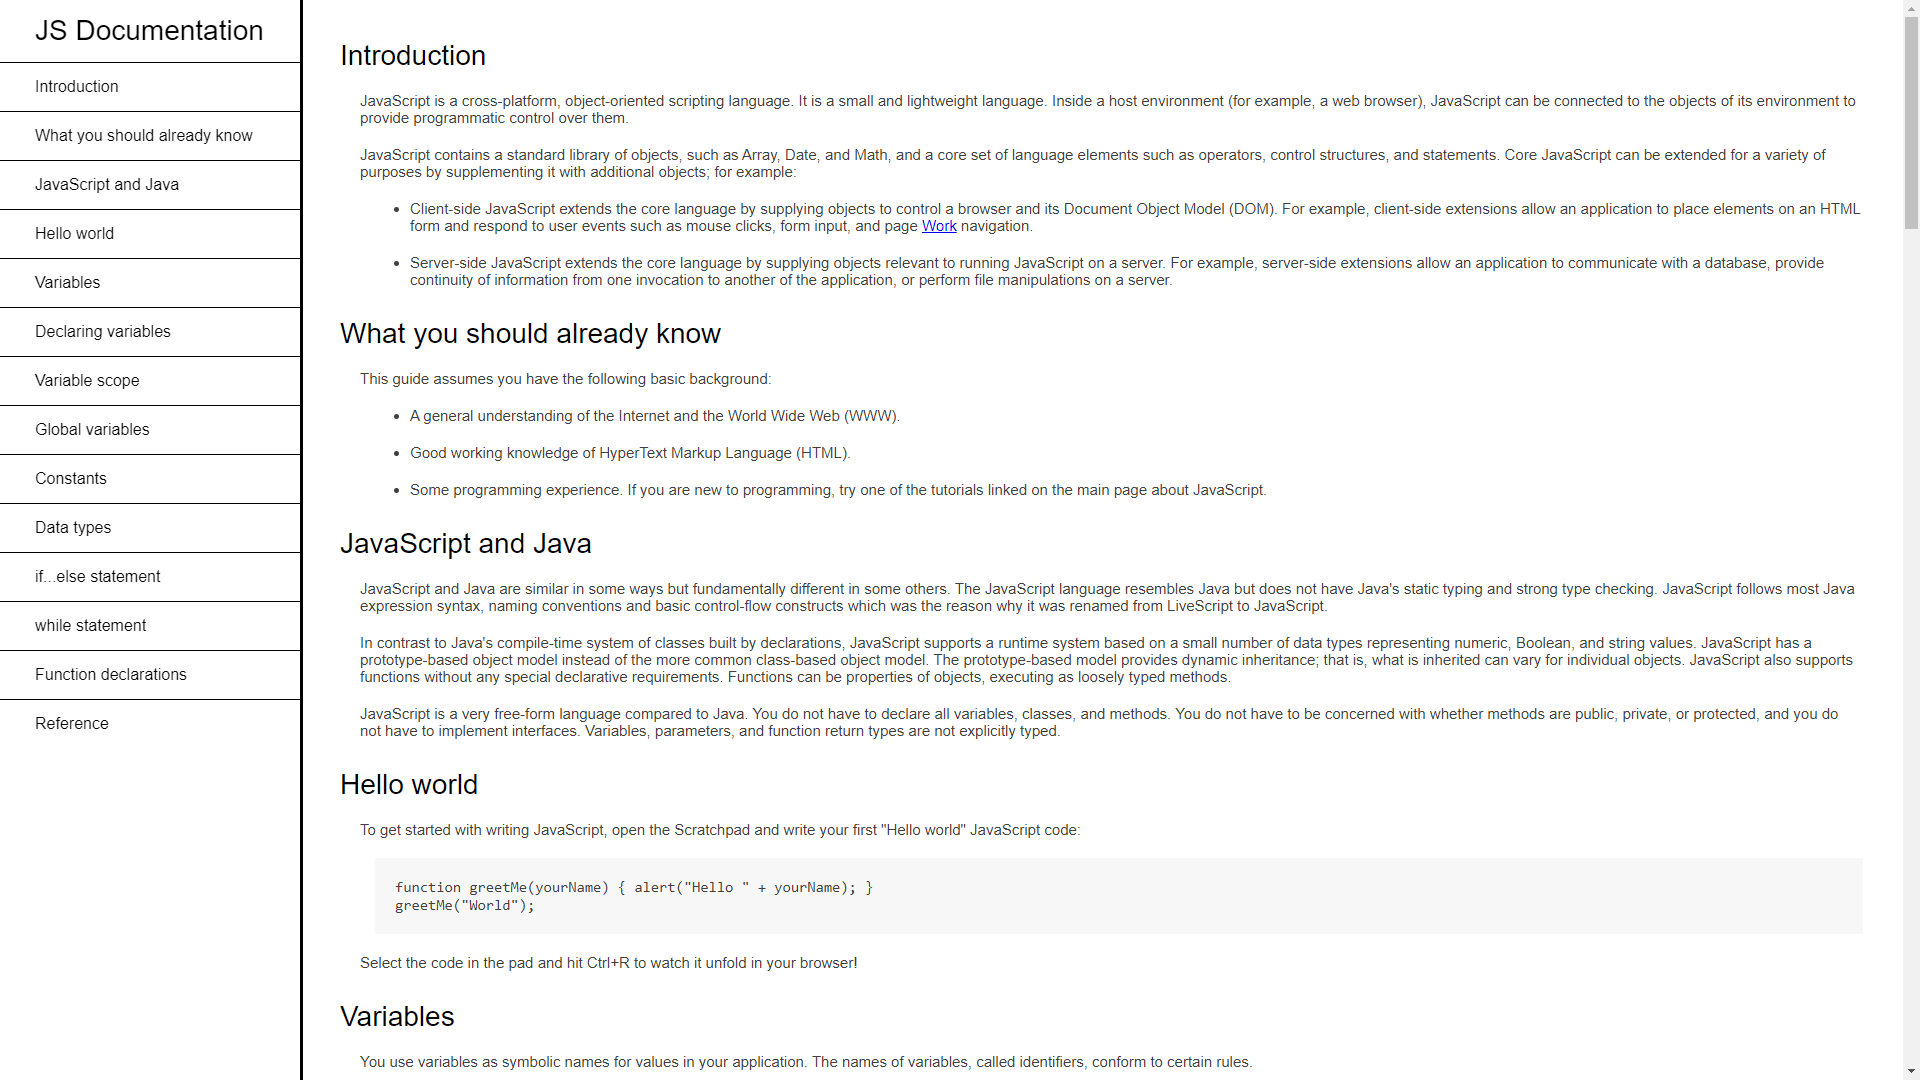 JS Documentation
Introduction
What you should already know
JavaScript and Java
Hello world
Variables
Declaring variables
Variable scope
Global variables
Constants
Data types
if...else statement
while statement
Function declarations
Reference
Introduction
JavaScript is a cross-platform, object-oriented scripting language. It is a small and lightweight language. Inside a host environment (for example, a web browser), JavaScript can be connected to the objects of its environment to
provide programmatic control over them.
JavaScript contains a standard library of objects, such as Array, Date, and Math, and a core set of language elements such as operators, control structures, and statements. Core JavaScript can be extended for a variety of
purposes by supplementing it with additional objects; for example:
• Client-side JavaScript extends the core language by supplying objects to control a browser and its Document Object Model (DOM). For example, client-side extensions allow an application to place elements on an HTML
form and respond to user events such as mouse clicks, form input, and page Work navigation.
• Server-side JavaScript extends the core language by supplying objects relevant to running JavaScript on a server. For example, server-side extensions allow an application to communicate with a database, provide
continuity of information from one invocation to another of the application, or perform file manipulations on a server.
What you should already know
This guide assumes you have the following basic background:
• A general understanding of the Internet and the World Wide Web (WWW).
• Good working knowledge of HyperText Markup Language (HTML).
• Some programming experience. If you are new to programming, try one of the tutorials linked on the main page about JavaScript.
JavaScript and Java
JavaScript and Java are similar in some ways but fundamentally different in some others. The JavaScript language resembles Java but does not have Java's static typing and strong type checking. JavaScript follows most Java
expression syntax, naming conventions and basic control-flow constructs which was the reason why it was renamed from LiveScript to JavaScript.
In contrast to Java's compile-time system of classes built by declarations, JavaScript supports a runtime system based on a small number of data types representing numeric, Boolean, and string values. JavaScript has a
prototype-based object model instead of the more common class-based object model. The prototype-based model provides dynamic inheritance; that is, what is inherited can vary for individual objects. JavaScript also supports
functions without any special declarative requirements. Functions can be properties of objects, executing as loosely typed methods.
JavaScript is a very free-form language compared to Java. You do not have to declare all variables, classes, and methods. You do not have to be concerned with whether methods are public, private, or protected, and you do
not have to implement interfaces. Variables, parameters, and function return types are not explicitly typed.
Hello world
To get started with writing JavaScript, open the Scratchpad and write your first "Hello world" JavaScript code:
function greetMe(yourName) { alert("Hello " + yourName); }
greetMe("World");
Select the code in the pad and hit Ctrl+R to watch it unfold in your browser!
Variables
You use variables as symbolic names for values in your application. The names of variables, called identifiers, conform to certain rules.